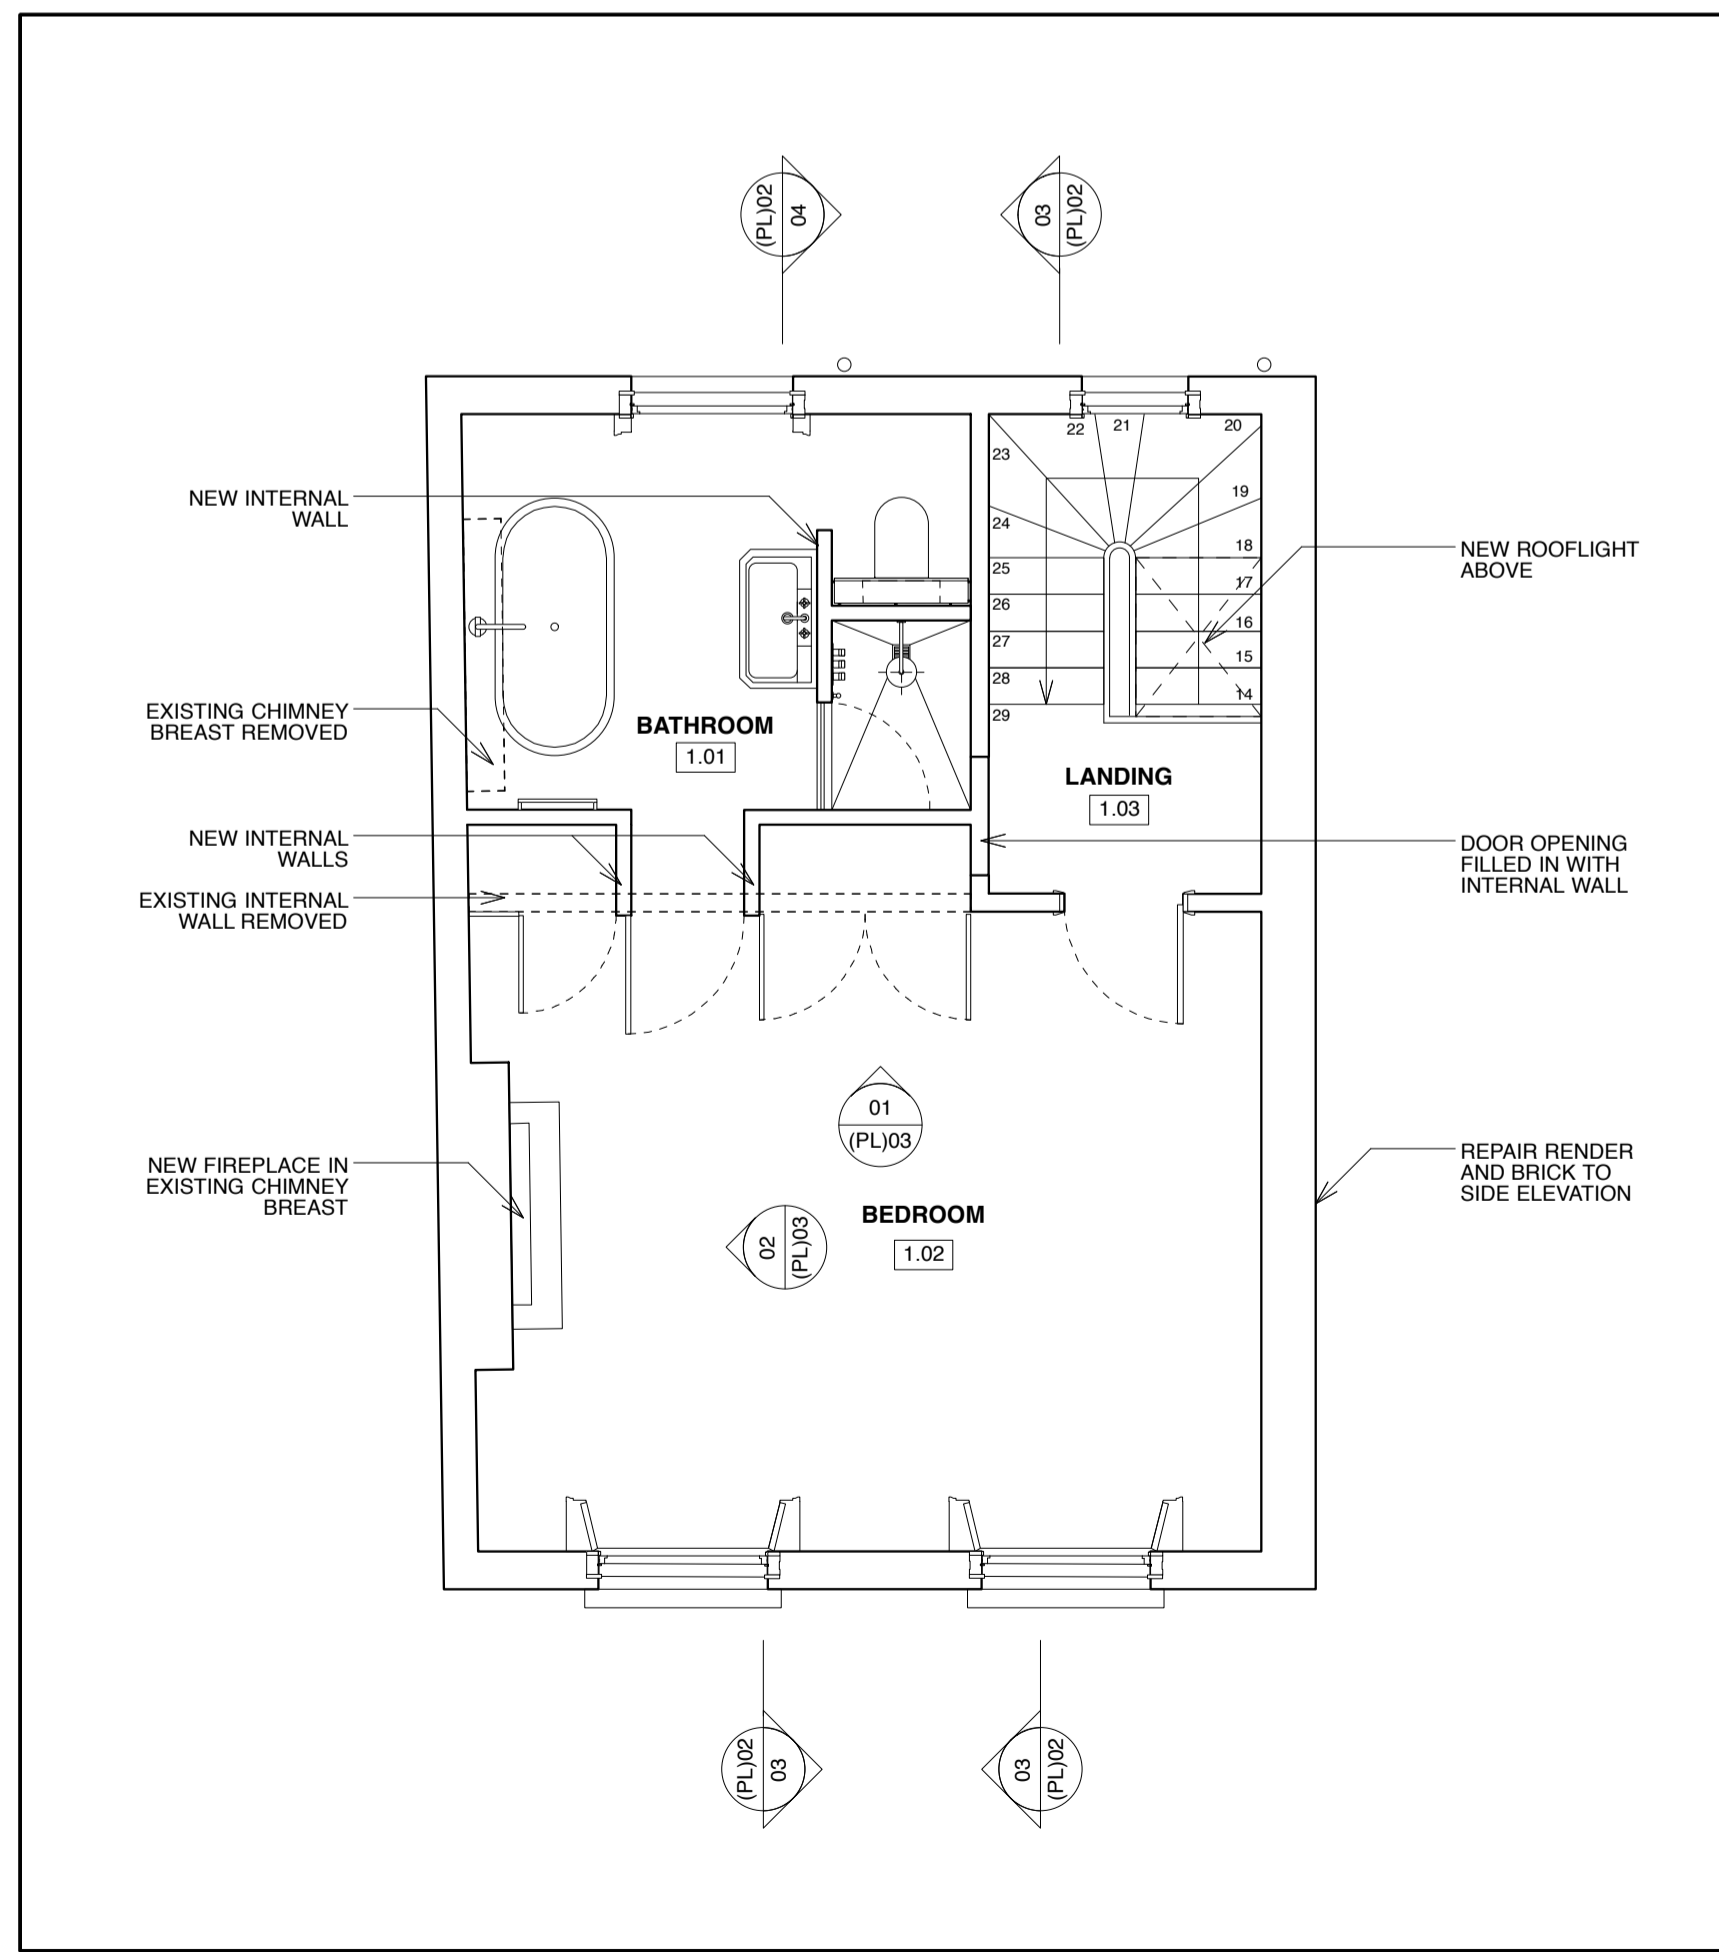 (PL)02
04
03
(PL)02
22
21
20
23
19
24
18
25
17
26
16
27
15
28
14
29
NEW INTERNAL
WALL
NEW ROOFLIGHT
ABOVE
EXISTING CHIMNEY
BREAST REMOVED
BATHROOM
1.01
LANDING
1.03
NEW INTERNAL
WALLS
DOOR OPENING
FILLED IN WITH
INTERNAL WALL
EXISTING INTERNAL
WALL REMOVED
01
(PL)03
NEW FIREPLACE IN
EXISTING CHIMNEY
BREAST
REPAIR RENDER
AND BRICK TO
SIDE ELEVATION
02
(PL)03
BEDROOM
1.02
(PL)02
03
03
(PL)02